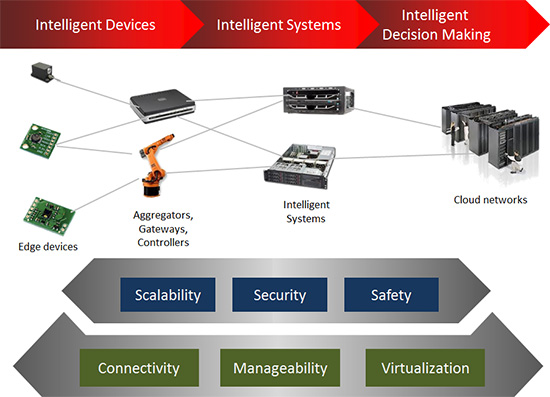 Intelligent Devices
Intelligent Systems
Intelligent
Decision Making
Edge devices
Aggregators,
Gateways,
Controllers
Intelligent
Systems
Cloud networks
Scalability
Security
Safety
Connectivity
Manageability
Virtualization